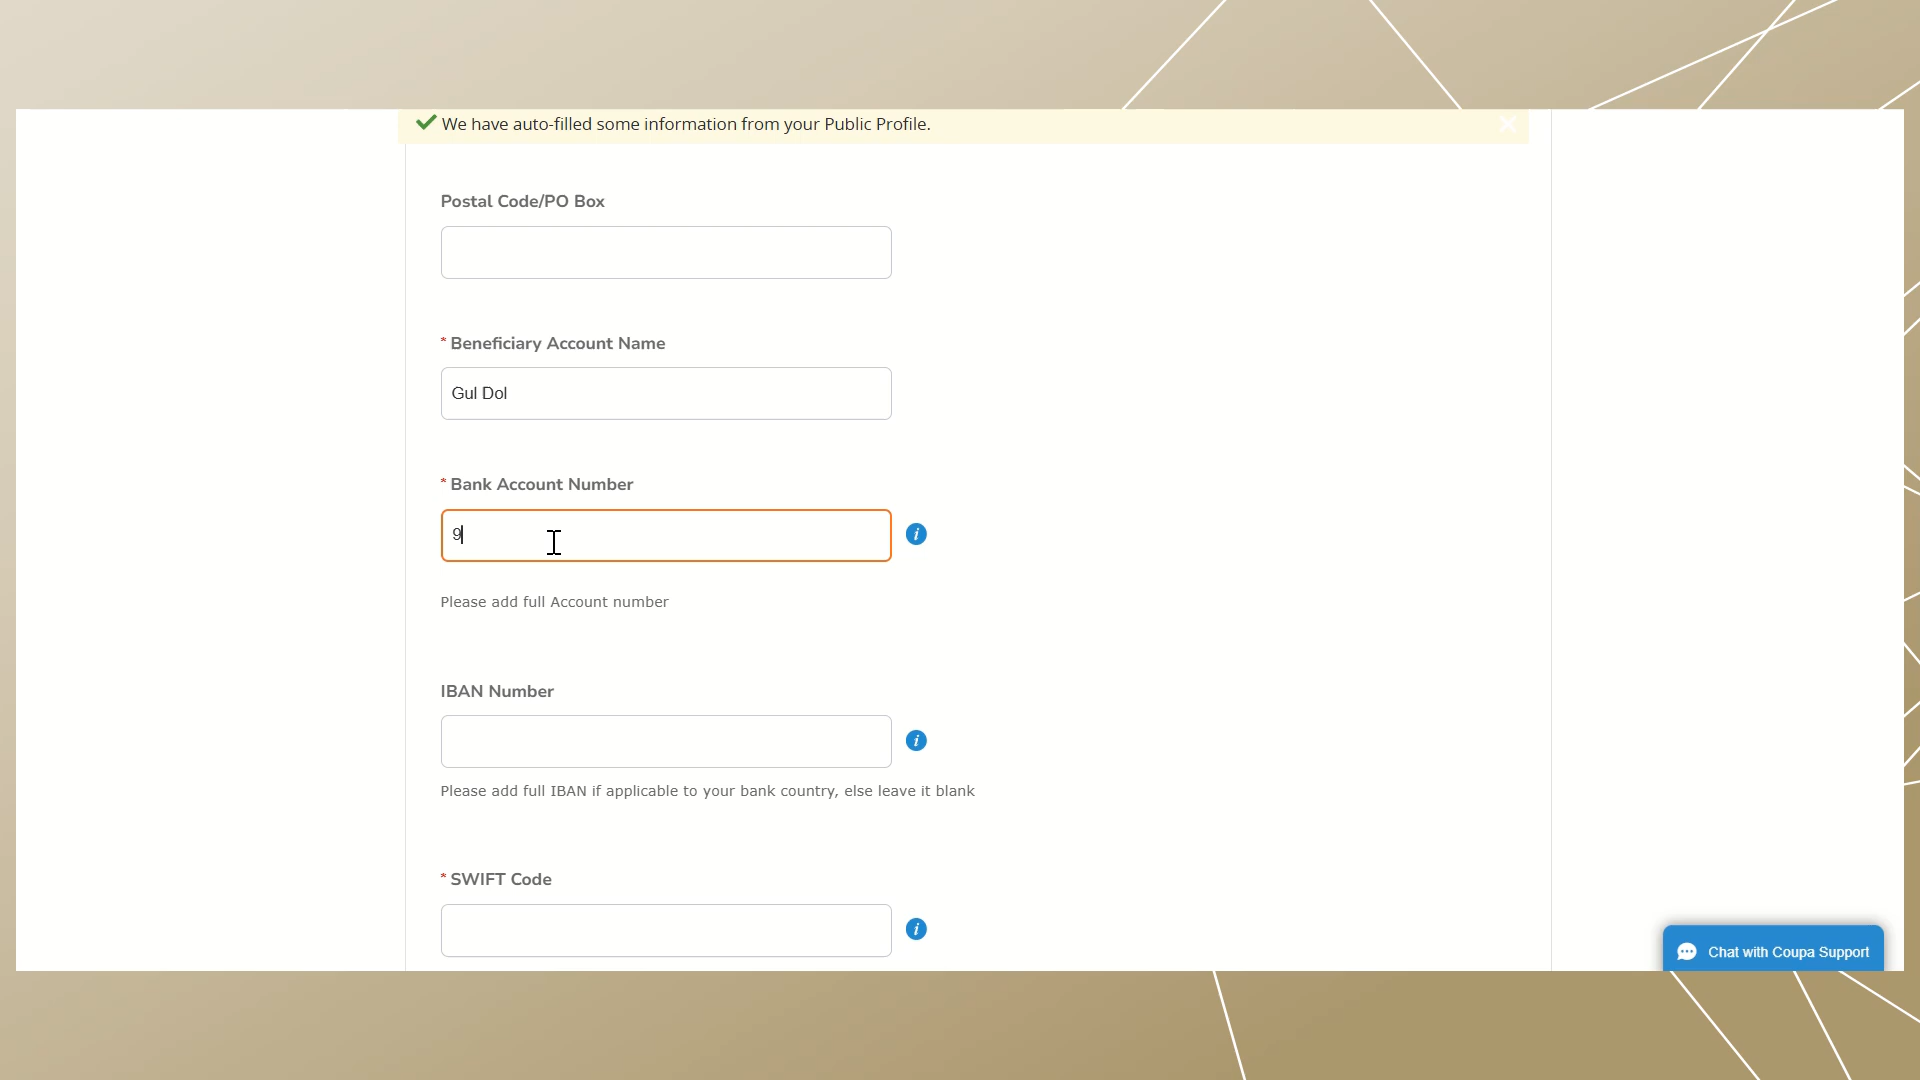 We have auto-filled some information from your Public Profile.
Postal Code/PO Box
* Beneficiary Account Name
Gul Dol
* Bank Account Number
9
Please add full Account number
IBAN Number
Please add full IBAN if applicable to your bank country, else leave it blank
* SWIFT Code
Chat with Coupa Support